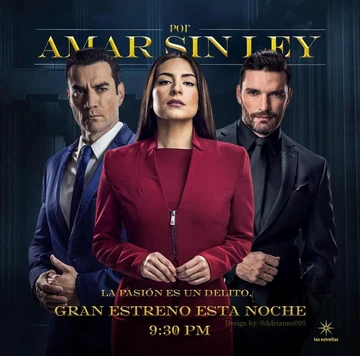 por
AMAR SIN LEY
LA PASIÓN ES UN DELITO,
GRAN ESTRENO ESTA NOCHE
Design by: @Adrianne095
9:30 PM
las estrellas